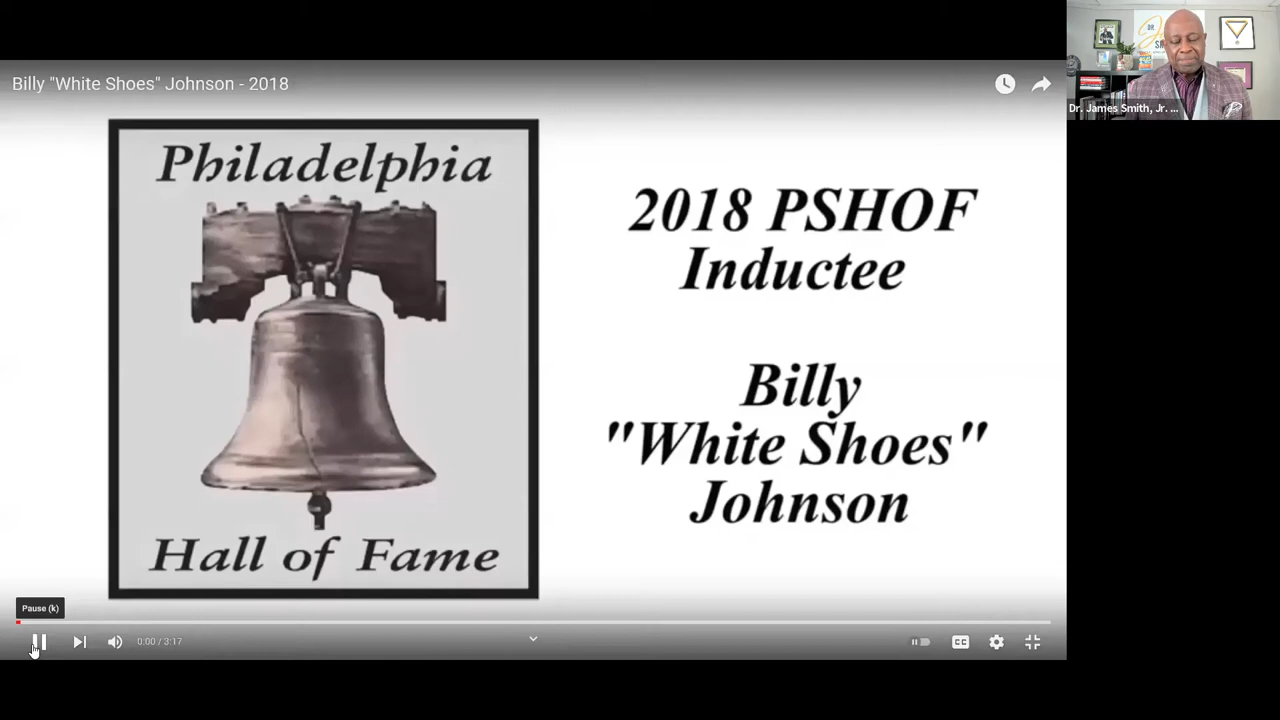 Billy "White Shoes" Johnson - 2018
Philadelphia
Hall of Fame
2018 PSHOF
Inductee
Billy
"White Shoes"
Johnson
Pause (k)
0:00 / 3:17
CC
Dr. James Smith, Jr. ...